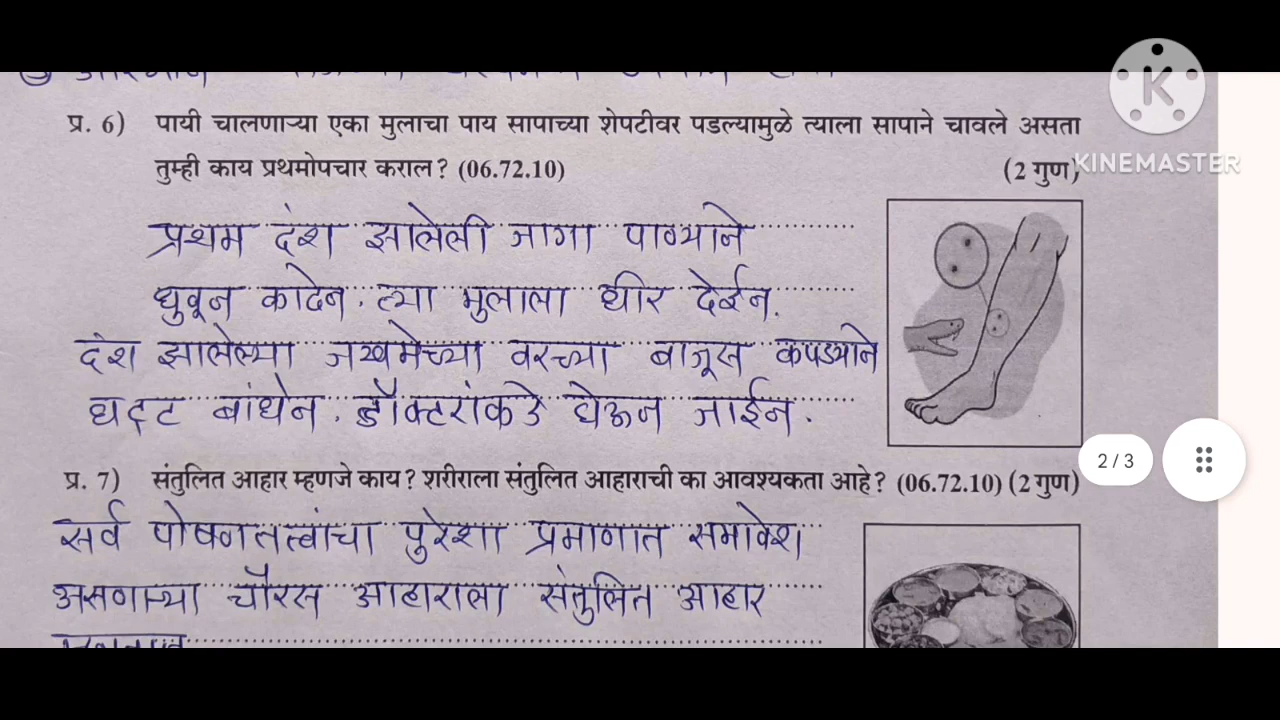 प्र. 6) पायी चालणाऱ्या एका मुलाचा पाय सापाच्या शेपटीवर पडल्यामुळे त्याला सापाने चावले असता
तुम्ही काय प्रथमोपचार कराल? (06.72.10) (2 गुण)
KINEMASTER
प्रथम दंश झालेली जागा पाण्याने
धुवून काढेन. त्या मुलाला धीर देईन.
दंश झालेल्या जखमेच्या वरच्या बाजूस कपड्याने
घट्ट बांधेन. डॉक्टरांकडे घेऊन जाईन.
2/3
प्र. 7) संतुलित आहार म्हणजे काय? शरीराला संतुलित आहाराची का आवश्यकता आहे? (06.72.10) (2 गुण)
सर्व पोषणतत्त्वांचा पुरेशा प्रमाणात समावेश
असणाऱ्या चौरस आहाराला संतुलित आहार